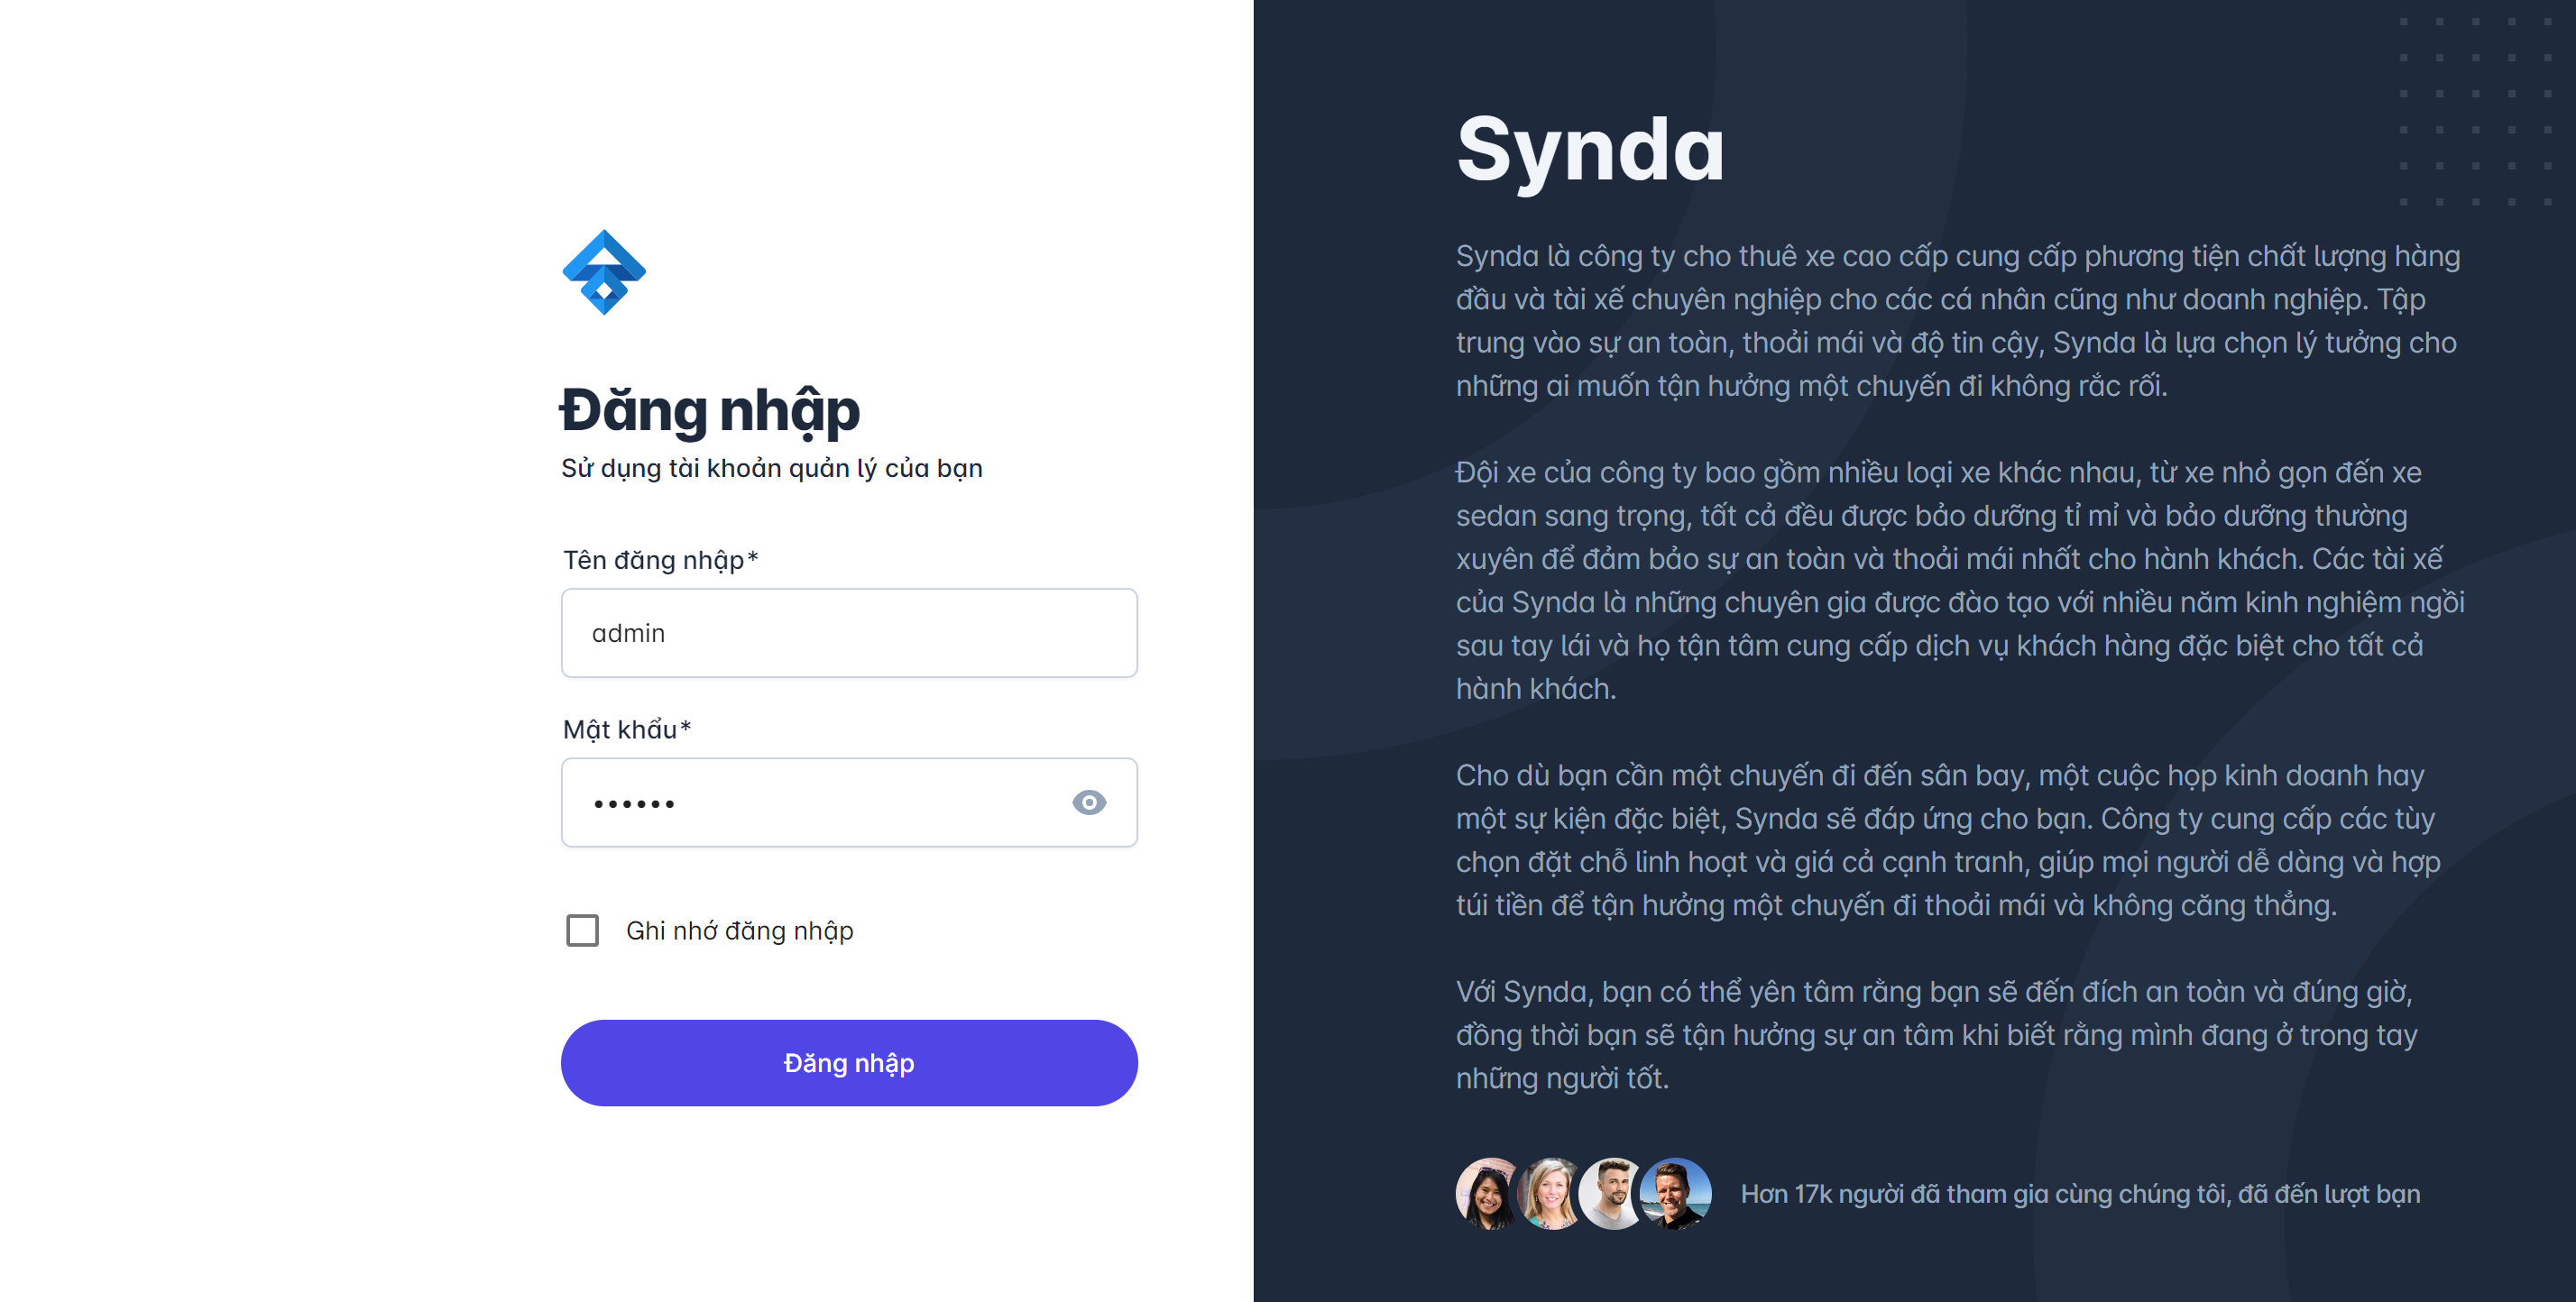 Đăng nhập
Sử dụng tài khoản quản lý của bạn
Tên đăng nhập*
admin
Mật khẩu*
••••••
Ghi nhớ đăng nhập
Đăng nhập
Synda
Synda là công ty cho thuê xe cao cấp cung cấp phương tiện chất lượng hàng
đầu và tài xế chuyên nghiệp cho các cá nhân cũng như doanh nghiệp. Tập
trung vào sự an toàn, thoải mái và độ tin cậy, Synda là lựa chọn lý tưởng cho
những ai muốn tận hưởng một chuyến đi không rắc rối.
Đội xe của công ty bao gồm nhiều loại xe khác nhau, từ xe nhỏ gọn đến xe
sedan sang trọng, tất cả đều được bảo dưỡng tỉ mỉ và bảo dưỡng thường
xuyên để đảm bảo sự an toàn và thoải mái nhất cho hành khách. Các tài xế
của Synda là những chuyên gia được đào tạo với nhiều năm kinh nghiệm ngồi
sau tay lái và họ tận tâm cung cấp dịch vụ khách hàng đặc biệt cho tất cả
hành khách.
Cho dù bạn cần một chuyến đi đến sân bay, một cuộc họp kinh doanh hay
một sự kiện đặc biệt, Synda sẽ đáp ứng cho bạn. Công ty cung cấp các tùy
chọn đặt chỗ linh hoạt và giá cả cạnh tranh, giúp mọi người dễ dàng và hợp
túi tiền để tận hưởng một chuyến đi thoải mái và không căng thẳng.
Với Synda, bạn có thể yên tâm rằng bạn sẽ đến đích an toàn và đúng giờ,
đồng thời bạn sẽ tận hưởng sự an tâm khi biết rằng mình đang ở trong tay
những người tốt.
Hơn 17k người đã tham gia cùng chúng tôi, đã đến lượt bạn